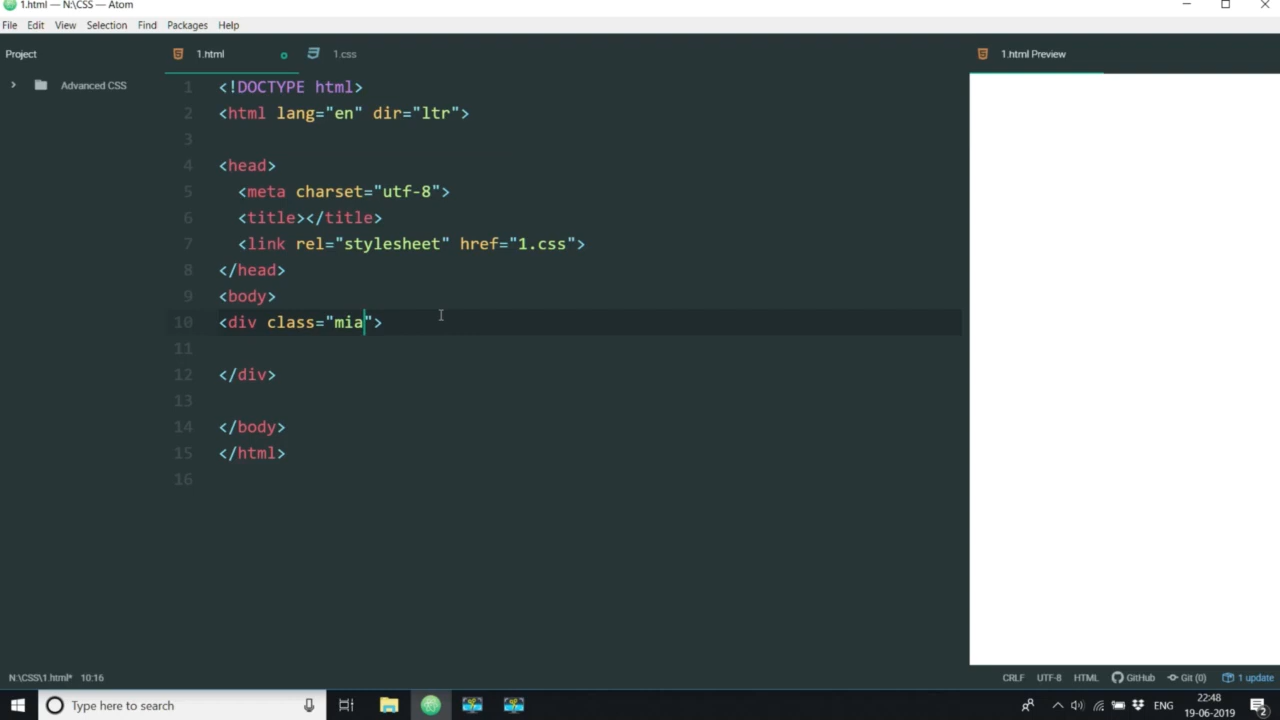 1.html — N:\CSS — Atom
File Edit View Selection Find Packages Help
Project
1.html
1.css
1.html Preview
Advanced CSS
1 <!DOCTYPE html>
2 <html lang="en" dir="ltr">
3
4 <head>
5 <meta charset="utf-8">
6 <title></title>
7 <link rel="stylesheet" href="1.css">
8 </head>
9 <body>
10 <div class="mia">
11
12 </div>
13
14 </body>
15 </html>
16
N:\CSS\1.html* 10:16
CRLF UTF-8 HTML GitHub Git (0) 1 update
Type here to search
ENG
22:48
19-06-2019
2